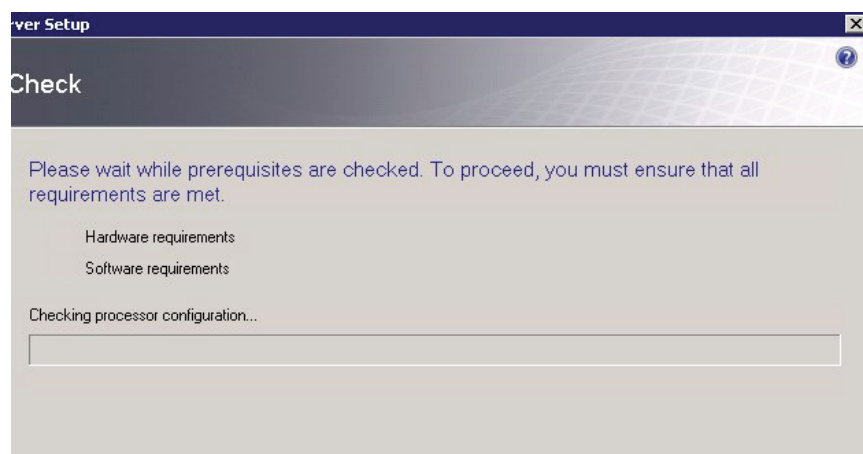 ver Setup
Check
Please wait while prerequisites are checked. To proceed, you must ensure that all
requirements are met.
Hardware requirements
Software requirements
Checking processor configuration...